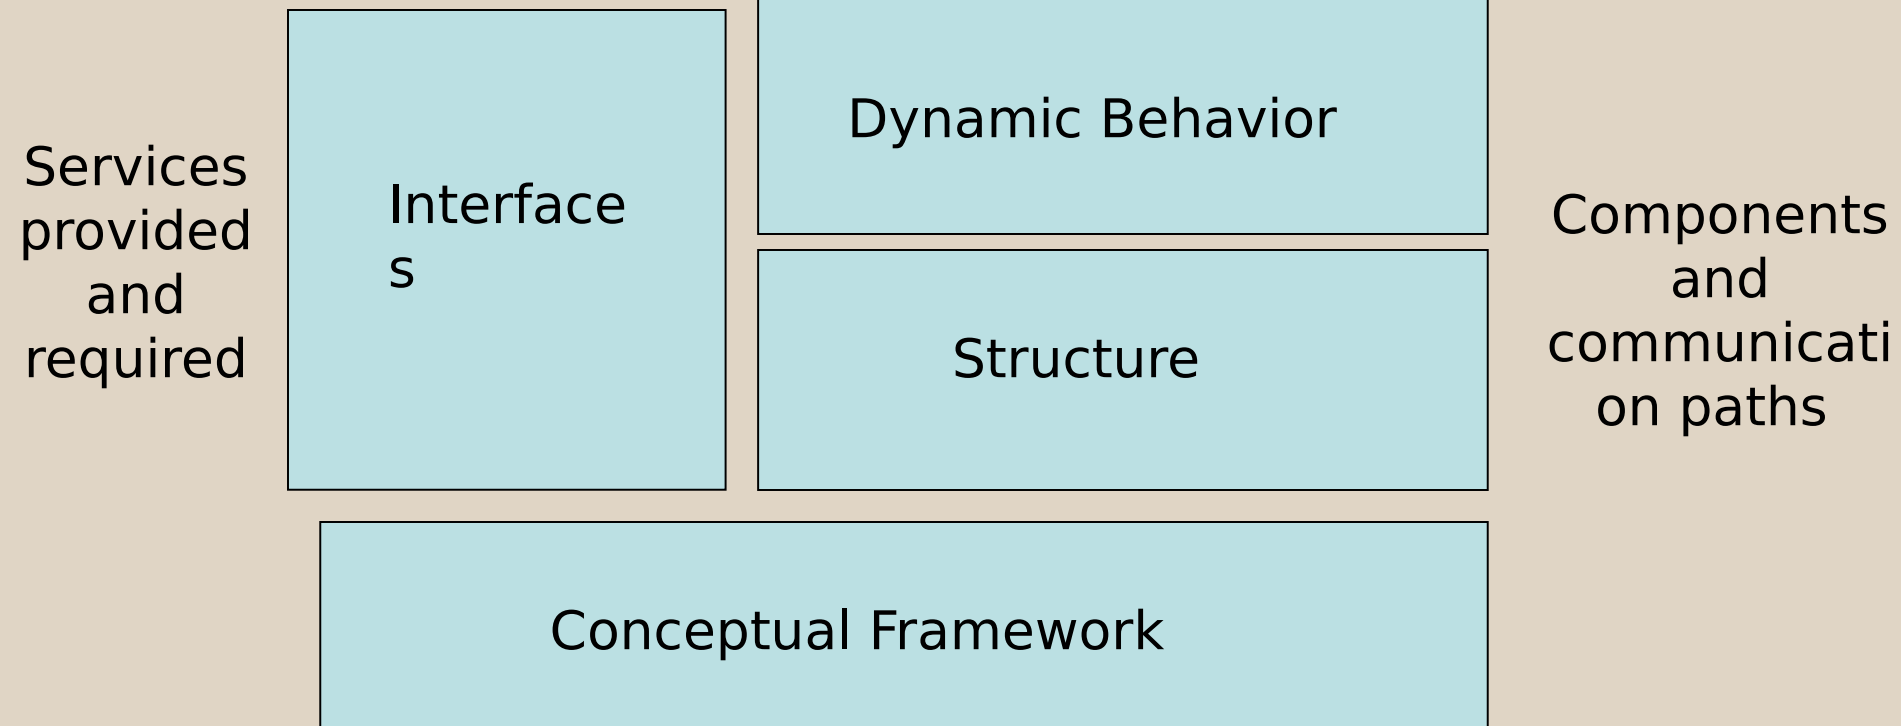 Services
provided
and
required
Interface
s
Dynamic Behavior
Structure
Components
and
communicati
on paths
Conceptual Framework